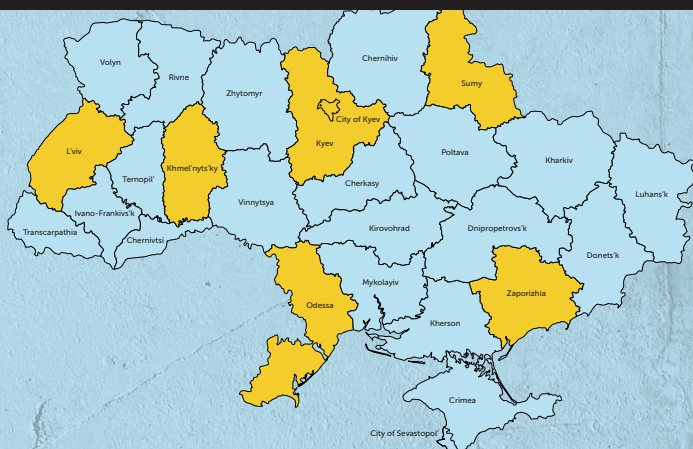 Chernihiv
Volyn
Rivne
Sumy
Zhytomyr
City of Kyev
Kyev
L'viv
Poltava
Kharkiv
Khmel'nyts'ky
Ternopil'
Cherkasy
Luhans'k
Vinnytsya
Ivano-Frankivs'k
Kirovohrad
Dnipropetrovs'k
Transcarpathia
Chernivtsi
Donets'k
Mykolayiv
Zaporizhia
Odessa
Kherson
Crimea
City of Sevastopol'